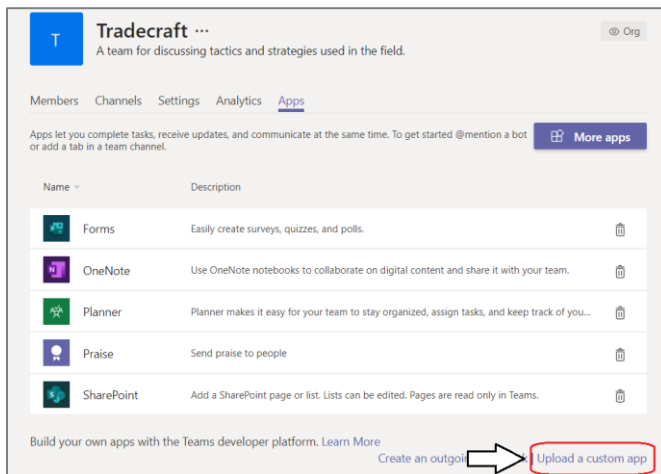 T
Tradecraft ...
Org
A team for discussing tactics and strategies used in the field.
Members Channels Settings Analytics Apps
Apps let you complete tasks, receive updates, and communicate at the same time. To get started @mention a bot
or add a tab in a team channel.
More apps
Name Description
Forms Easily create surveys, quizzes, and polls.
N OneNote Use OneNote notebooks to collaborate on digital content and share it with your team.
Planner Planner makes it easy for your team to stay organized, assign tasks, and keep track of you...
Praise Send praise to people
S SharePoint Add a SharePoint page or list. Lists can be edited. Pages are read only in Teams.
Build your own apps with the Teams developer platform. Learn More
Create an | Upload a custom app